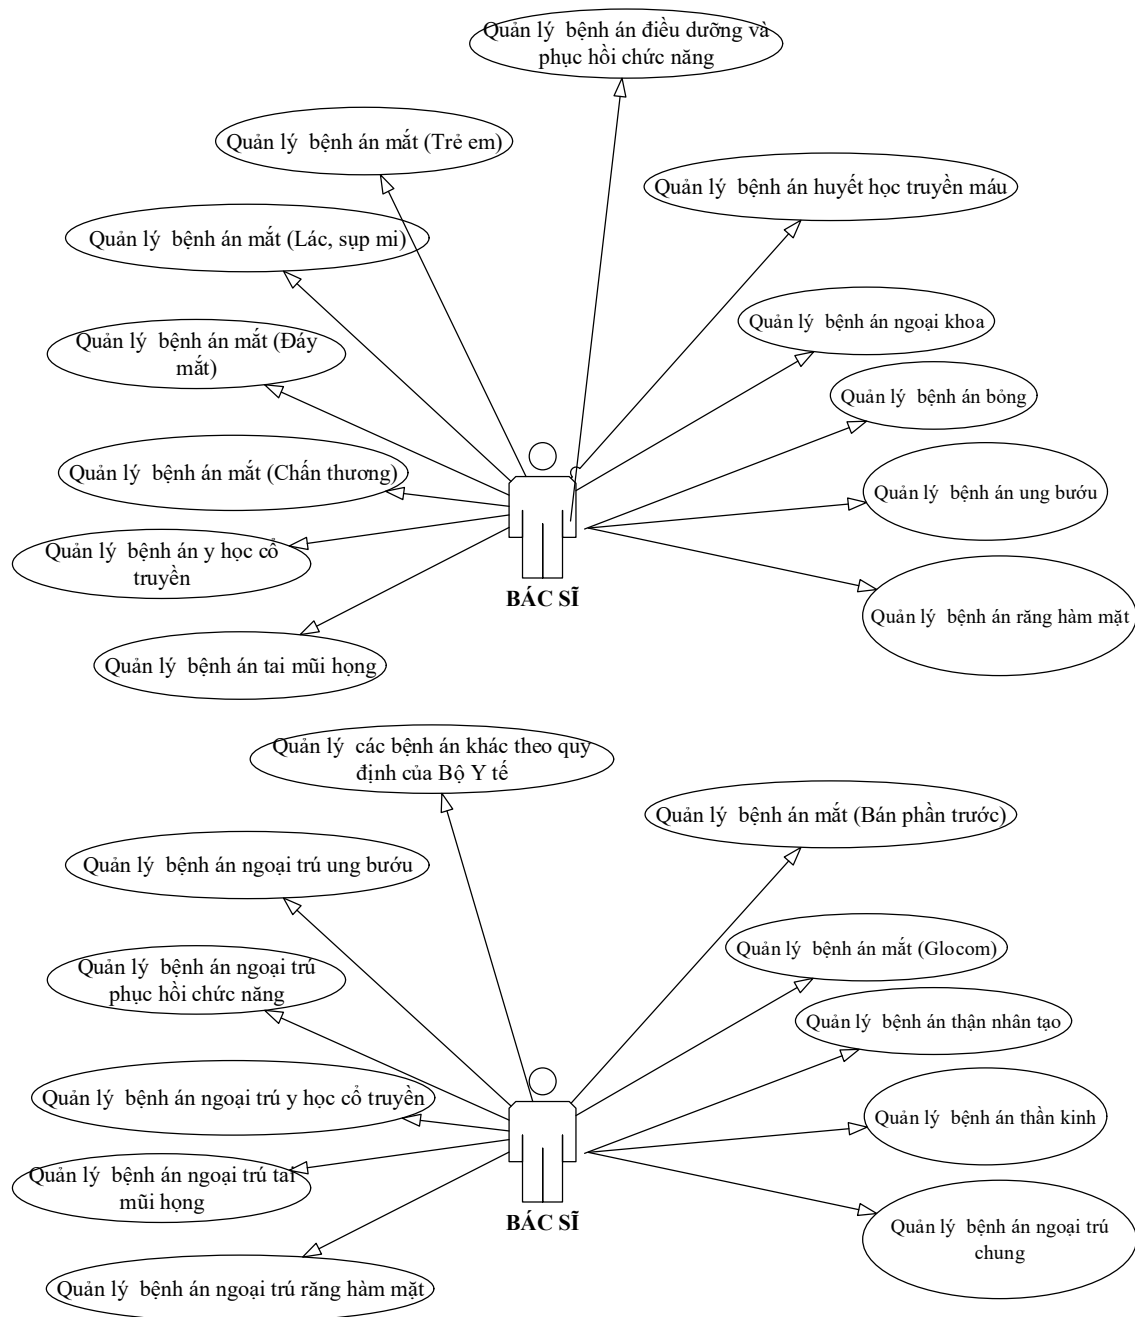 Quản lý bệnh án điều dưỡng và
phục hồi chức năng
Quản lý bệnh án mắt (Trẻ em)
Quản lý bệnh án huyết học truyền máu
Quản lý bệnh án mắt (Lác, sụp mi)
Quản lý bệnh án ngoại khoa
Quản lý bệnh án mắt (Đáy
mắt)
Quản lý bệnh án bỏng
Quản lý bệnh án mắt (Chấn thương)
Quản lý bệnh án ung bướu
Quản lý bệnh án y học cổ
truyền
BÁC SĨ
Quản lý bệnh án răng hàm mặt
Quản lý bệnh án tai mũi họng
Quản lý các bệnh án khác theo quy
định của Bộ Y tế
Quản lý bệnh án mắt (Bán phần trước)
Quản lý bệnh án ngoại trú ung bướu
Quản lý bệnh án mắt (Glocom)
Quản lý bệnh án ngoại trú
phục hồi chức năng
Quản lý bệnh án thận nhân tạo
Quản lý bệnh án ngoại trú y học cổ truyền
Quản lý bệnh án thần kinh
Quản lý bệnh án ngoại trú tai
mũi họng
BÁC SĨ
Quản lý bệnh án ngoại trú
chung
Quản lý bệnh án ngoại trú răng hàm mặt